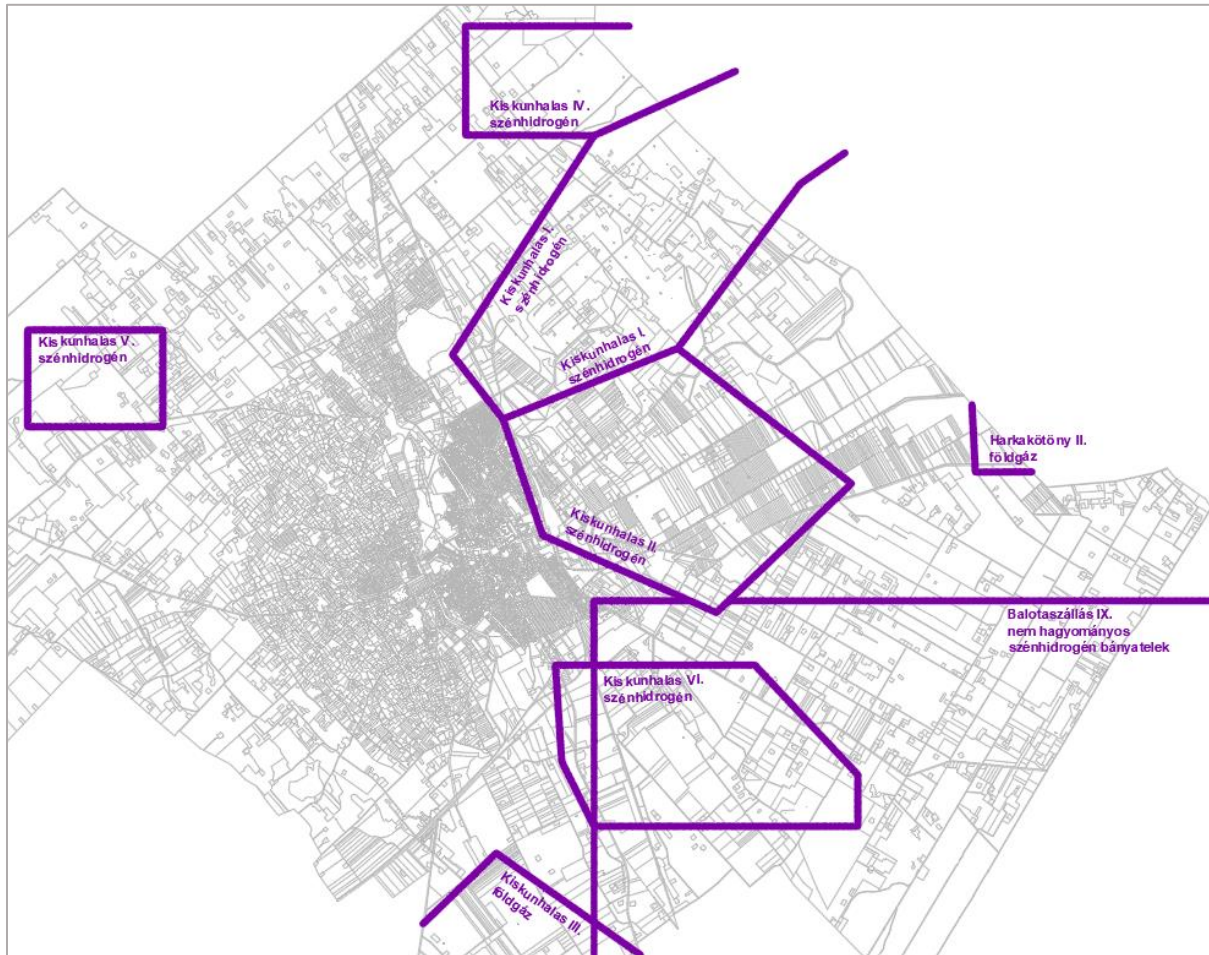 Kiskunhalas IV.
szénhidrogén
Kiskunhalas I.
szénhidrogén
Kiskunhalas V.
szénhidrogén
Kiskunhalas I.
szénhidrogén
Harkakötöny II.
földgáz
Kiskunhalas II.
szénhidrogén
Balotaszállás IX.
nem hagyományos
szénhidrogén bányatelek
Kiskunhalas VI.
szénhidrogén
Kiskunhalas III.
földgáz